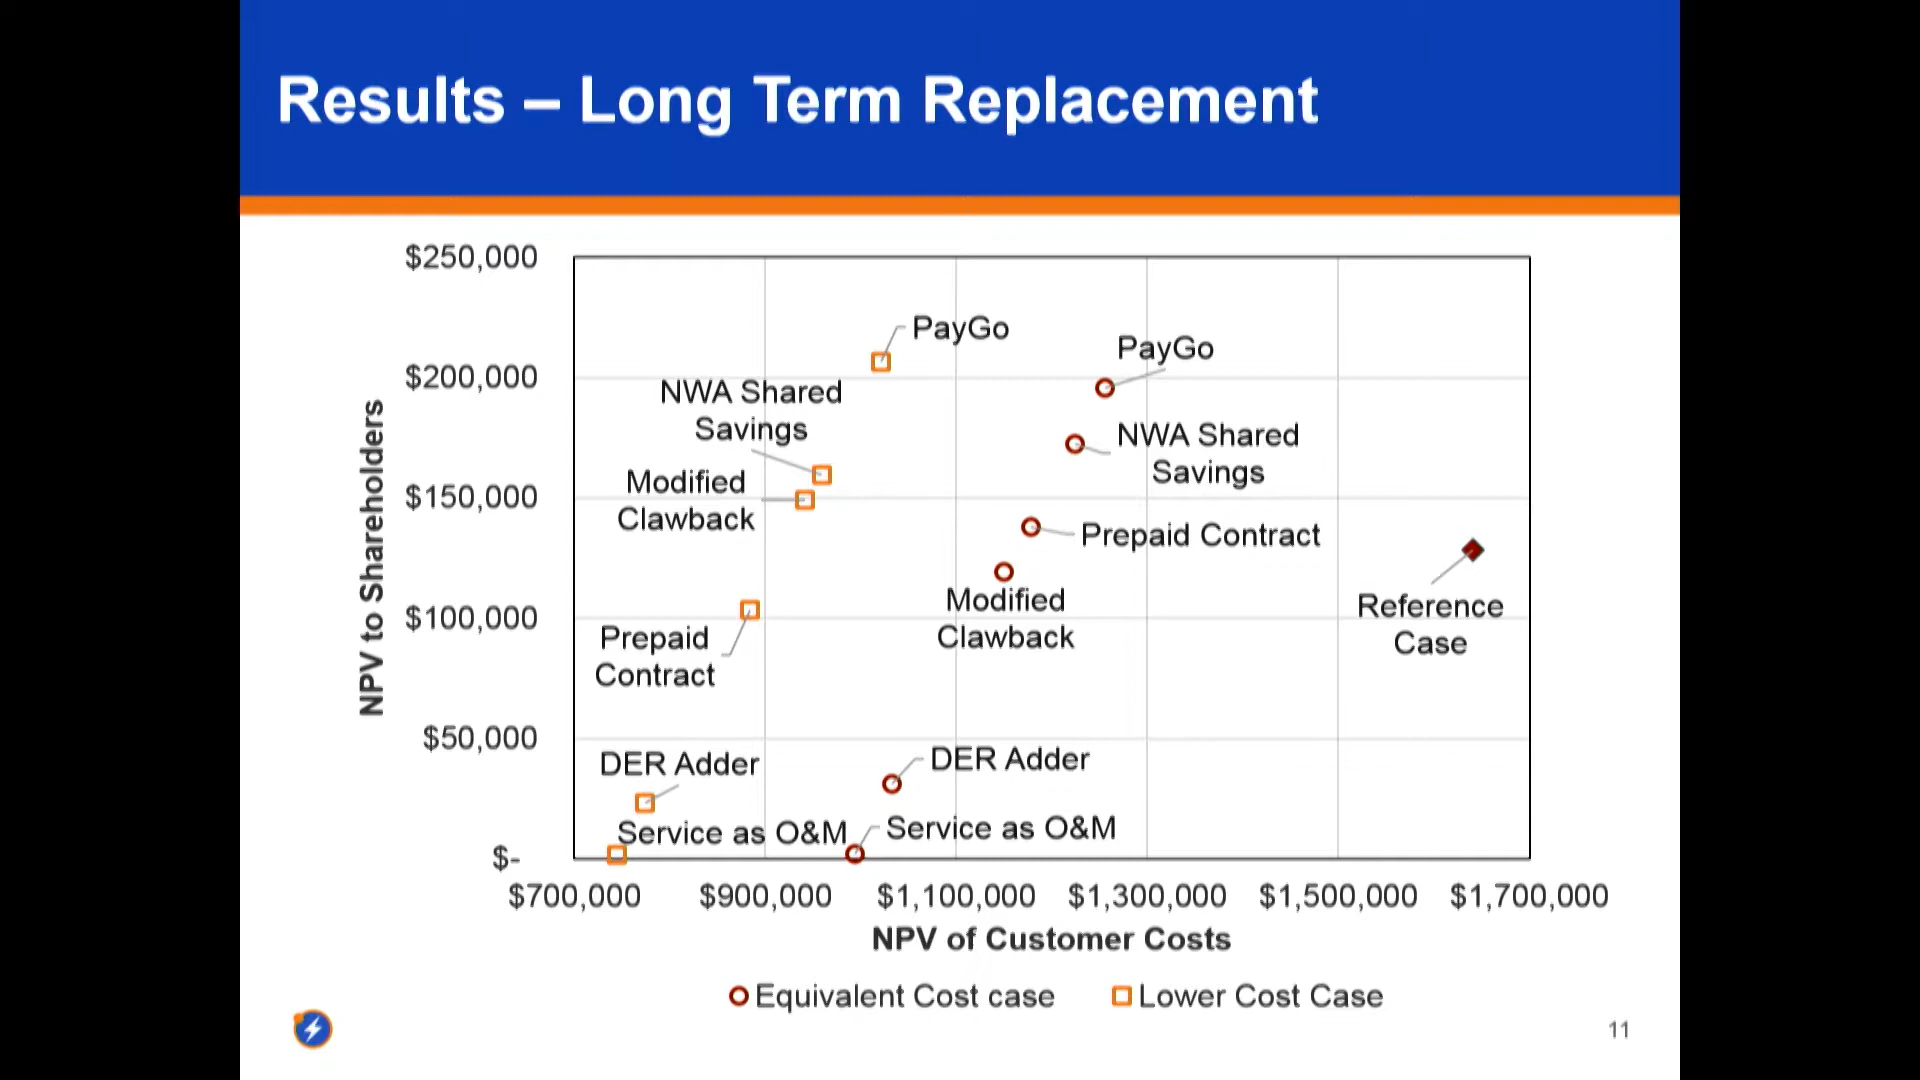 Results – Long Term Replacement
$250,000
$200,000
$150,000
$100,000
$50,000
$-
NPV to Shareholders
PayGo
PayGo
NWA Shared
Savings
NWA Shared
Savings
Modified
Clawback
Prepaid Contract
Modified
Clawback
Reference
Case
Prepaid
Contract
DER Adder
DER Adder
Service as O&M
Service as O&M
$700,000
$900,000
$1,100,000
$1,300,000
$1,500,000
$1,700,000
NPV of Customer Costs
Equivalent Cost case
Lower Cost Case
11